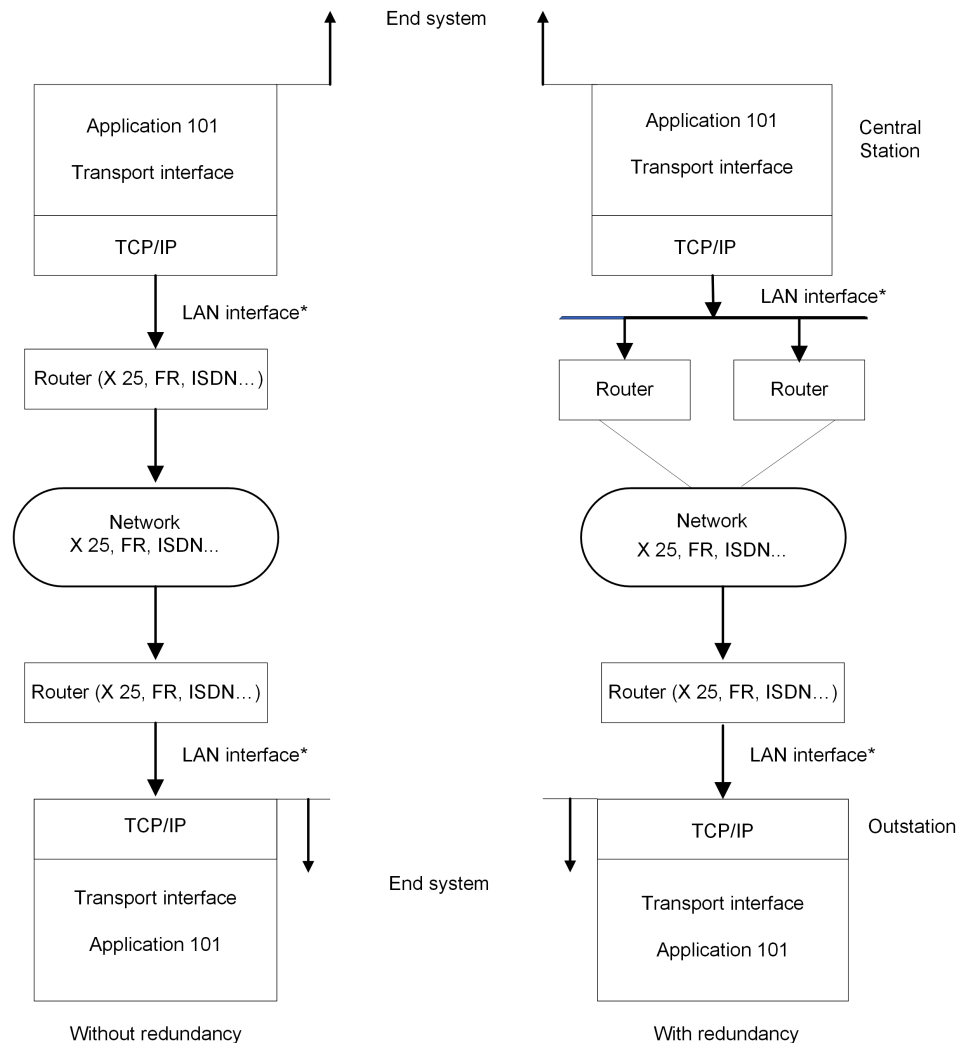 End system
Application 101
Transport interface
TCP/IP
LAN interface*
Router (X 25, FR, ISDN...)
Network
X 25, FR, ISDN...
Router (X 25, FR, ISDN...)
LAN interface*
TCP/IP
Transport interface
Application 101
Without redundancy
Application 101
Transport interface
TCP/IP
Central
Station
LAN interface*
Router
Router
Network
X 25, FR, ISDN...
Router (X 25, FR, ISDN...)
LAN interface*
TCP/IP
Outstation
End system
Transport interface
Application 101
With redundancy